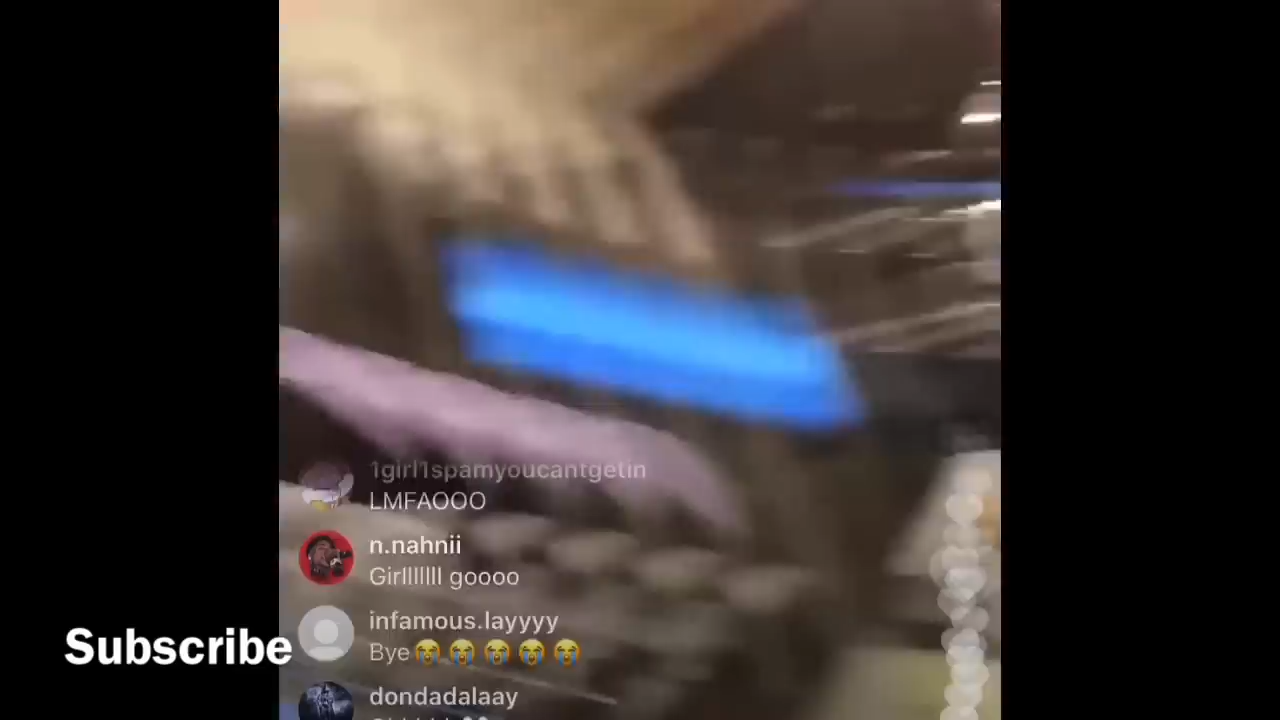 1girl1spamyoucantgetin
LMFAOOO
n.nahnii
Girlllllll goooo
infamous.layyyy
Bye😭😭😭😭😭
Subscribe
dondadalaay